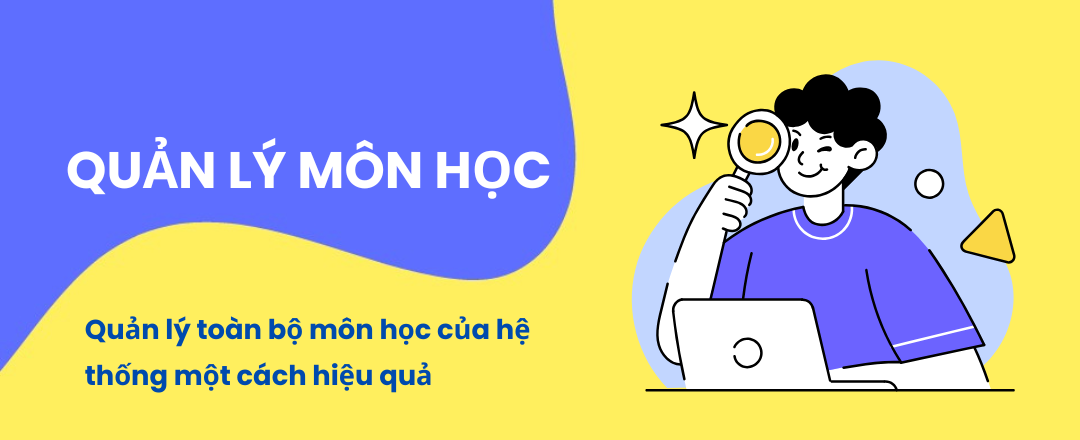 QUẢN LÝ MÔN HỌC
Quản lý toàn bộ môn học của hệ
thống một cách hiệu quả